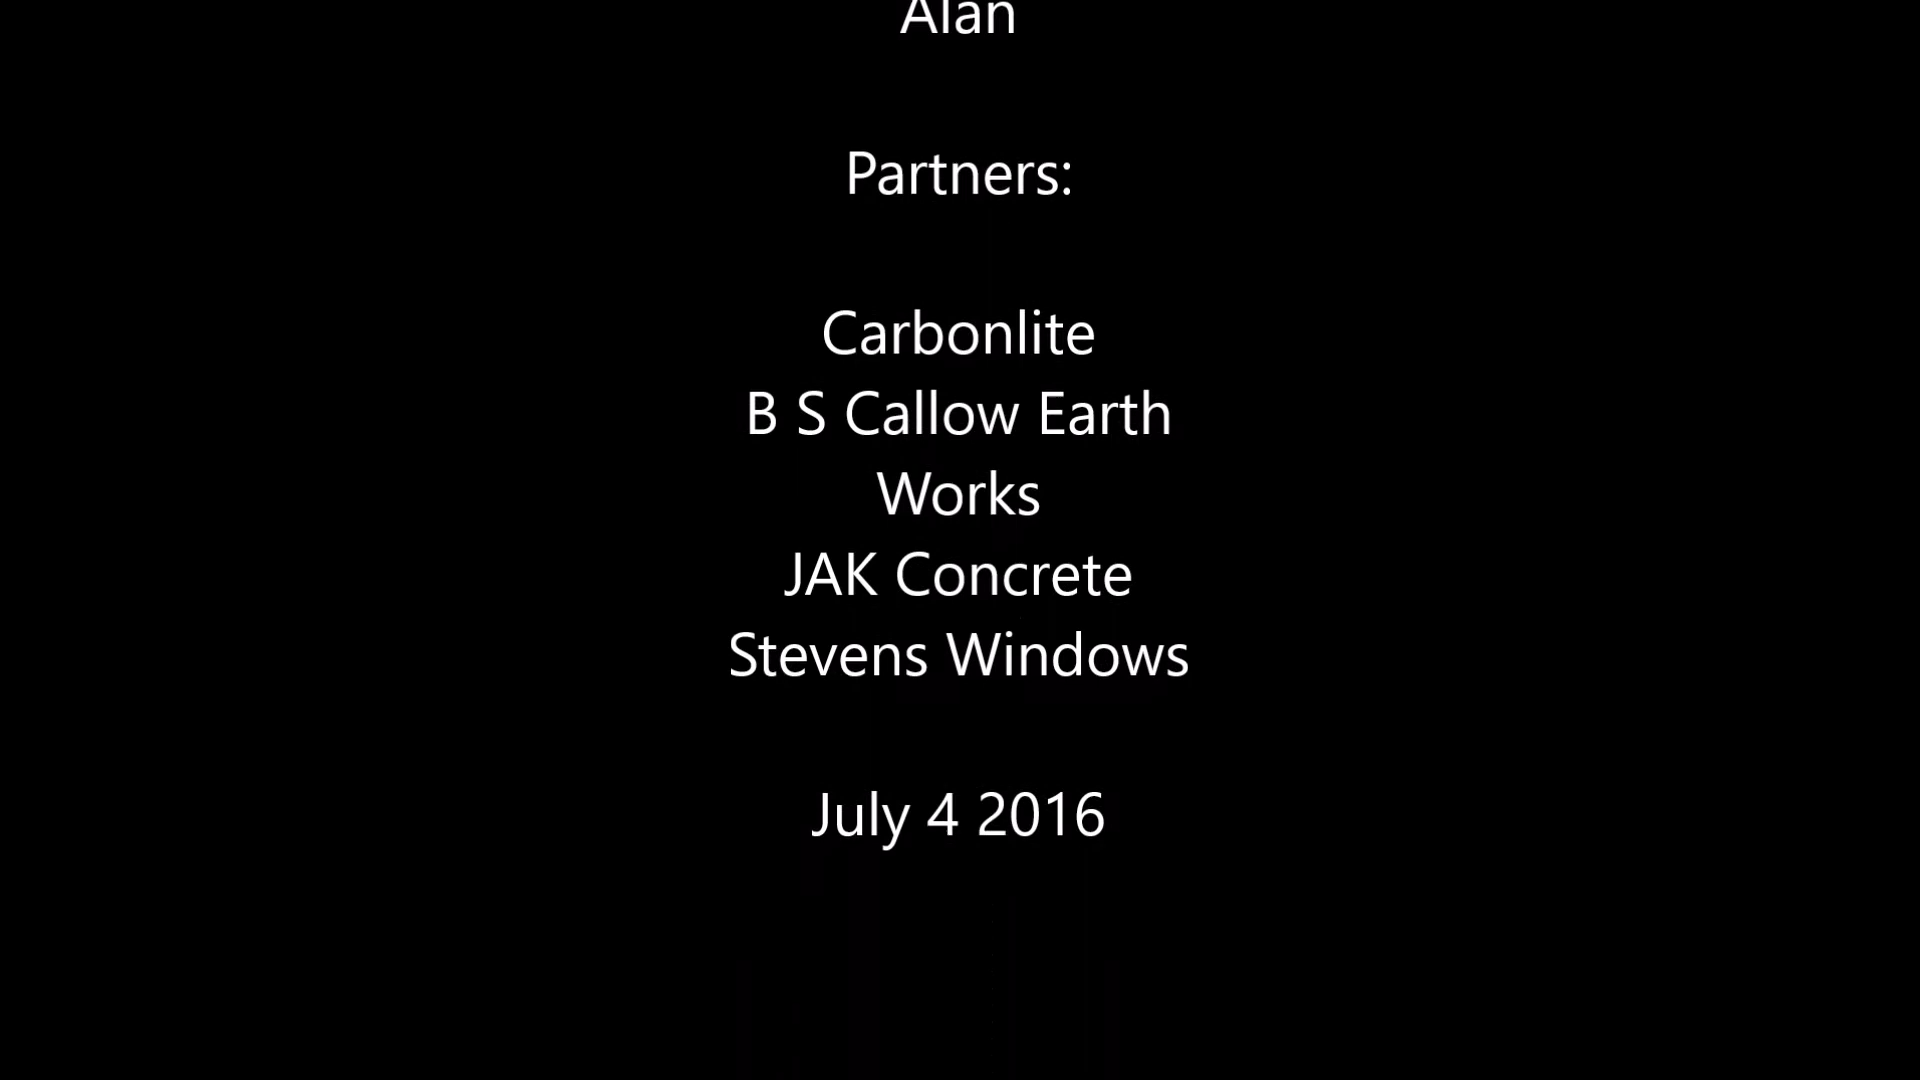 Alan
Partners:
Carbonlite
B S Callow Earth
Works
JAK Concrete
Stevens Windows
July 4 2016